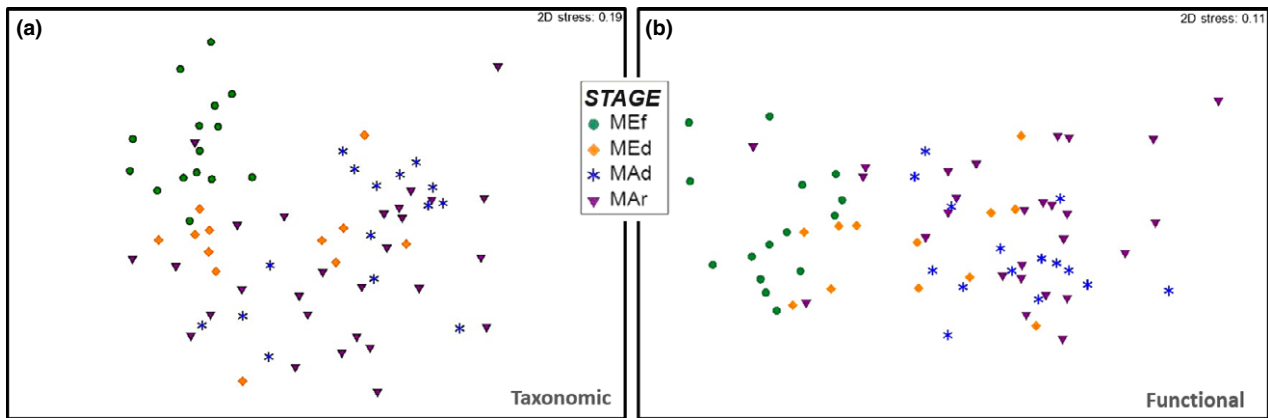 (a)
2D stress: 0.19
Taxonomic
STAGE
MEf
MEd
MAd
MAr
(b)
2D stress: 0.11
Functional